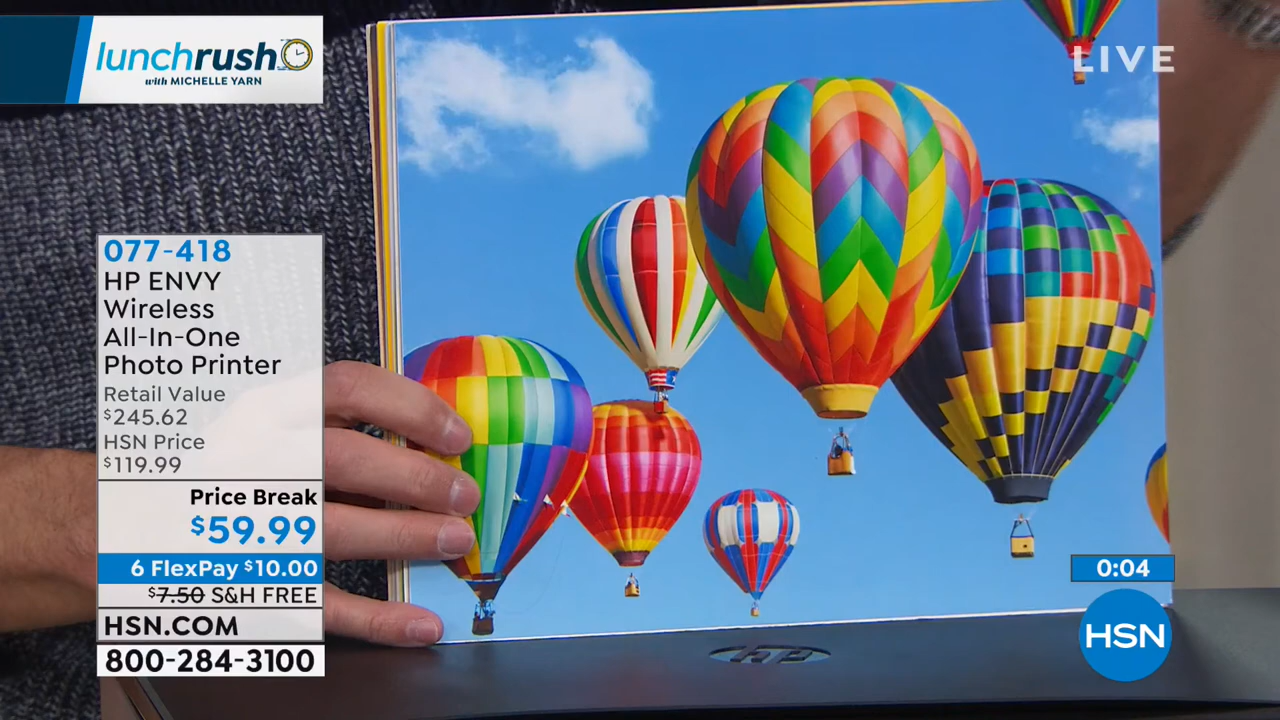 lunchrush
with MICHELLE YARN
LIVE
077-418
HP ENVY
Wireless
All-In-One
Photo Printer
Retail Value
$245.62
HSN Price
$119.99
Price Break
$59.99
6 FlexPay $10.00
$7.50 S&H FREE
HSN.COM
800-284-3100
0:04
HSN
hp